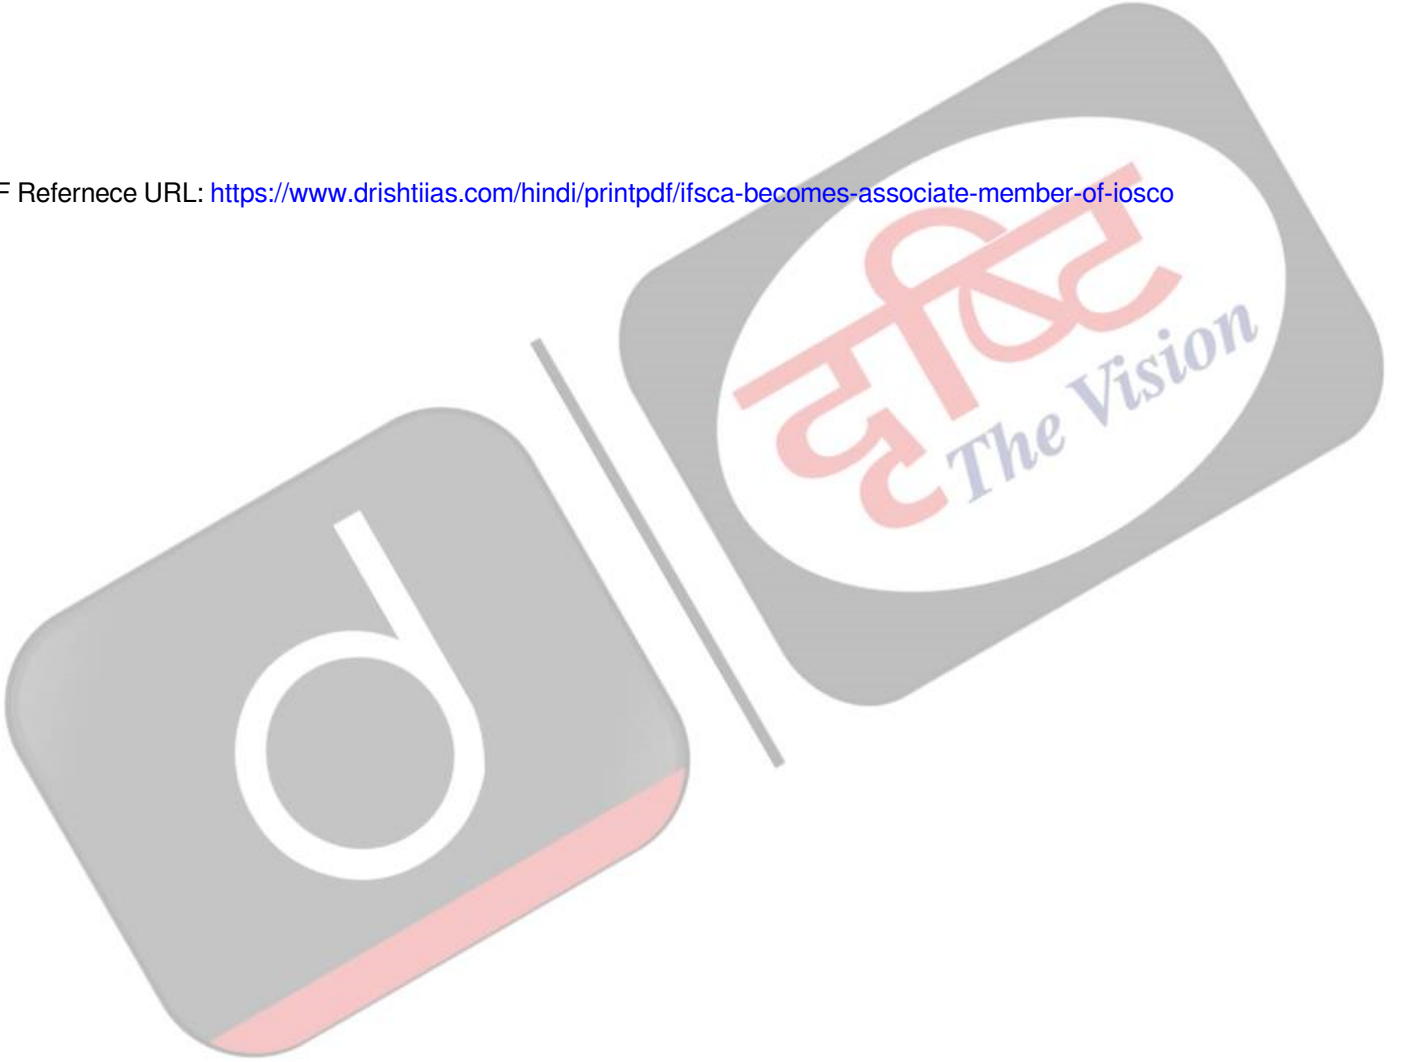 F Refernece URL: https://www.drishtiias.com/hindi/printpdf/ifsca-becomes-associate-member-of-iosco
दृष्टि
The Vision
d